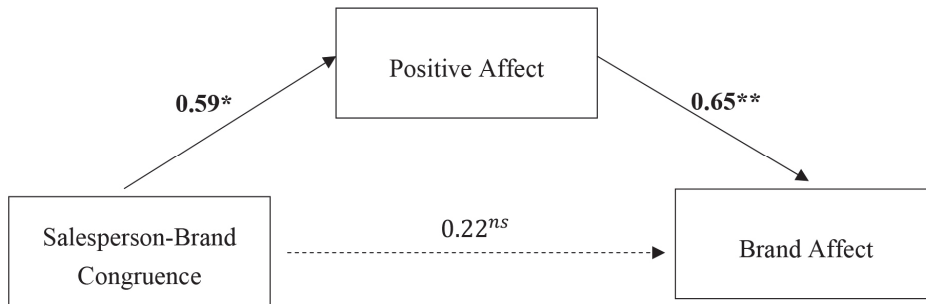 Positive Affect
0.59*
0.65**
Salesperson-Brand
Congruence
0.22ns
Brand Affect